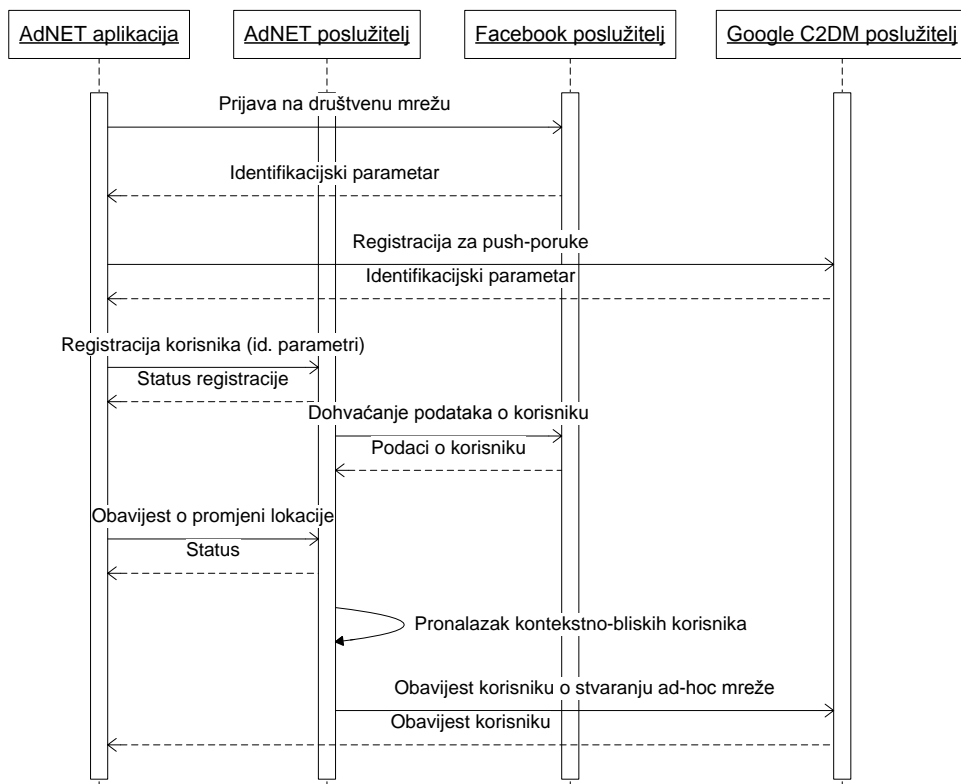 AdNET aplikacija
AdNET poslužitelj
Facebook poslužitelj
Google C2DM poslužitelj
Prijava na društvenu mrežu
Identifikacijski parametar
Registracija za push-poruke
Identifikacijski parametar
Registracija korisnika (id. parametri)
Status registracije
Dohvaćanje podataka o korisniku
Podaci o korisniku
Obavijest o promjeni lokacije
Status
Pronalazak kontekstno-bliskih korisnika
Obavijest korisniku o stvaranju ad-hoc mreže
Obavijest korisniku